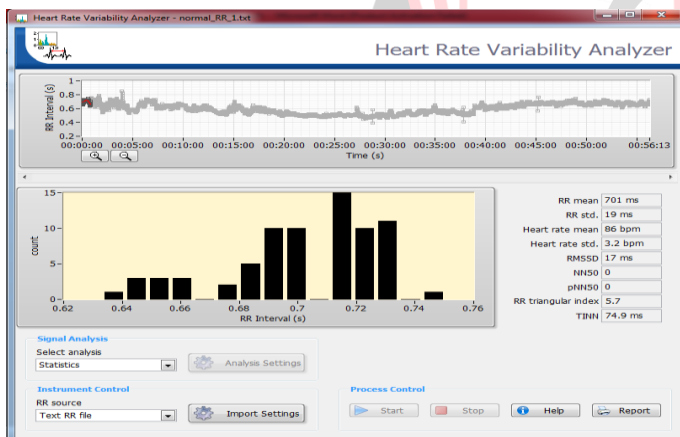 Heart Rate Variability Analyzer - normal_RR_1.txt
Heart Rate Variability Analyzer
RR Interval (s)
1
0.8
0.6
0.4
0.2
00:00:00 00:05:00 00:10:00 00:15:00 00:20:00 00:25:00 00:30:00 00:35:00 00:40:00 00:45:00 00:50:00 00:56:13
Time (s)
count
15
10
5
0
0.62 0.64 0.66 0.68 0.7 0.72 0.74 0.76
RR Interval (s)
RR mean 701 ms
RR std. 19 ms
Heart rate mean 86 bpm
Heart rate std. 3.2 bpm
RMSSD 17 ms
NN50 0
pNN50 0
RR triangular index 5.7
TINN 74.9 ms
Signal Analysis
Select analysis
Statistics
Analysis Settings
Instrument Control
RR source
Text RR file
Import Settings
Process Control
Start Stop Help Report